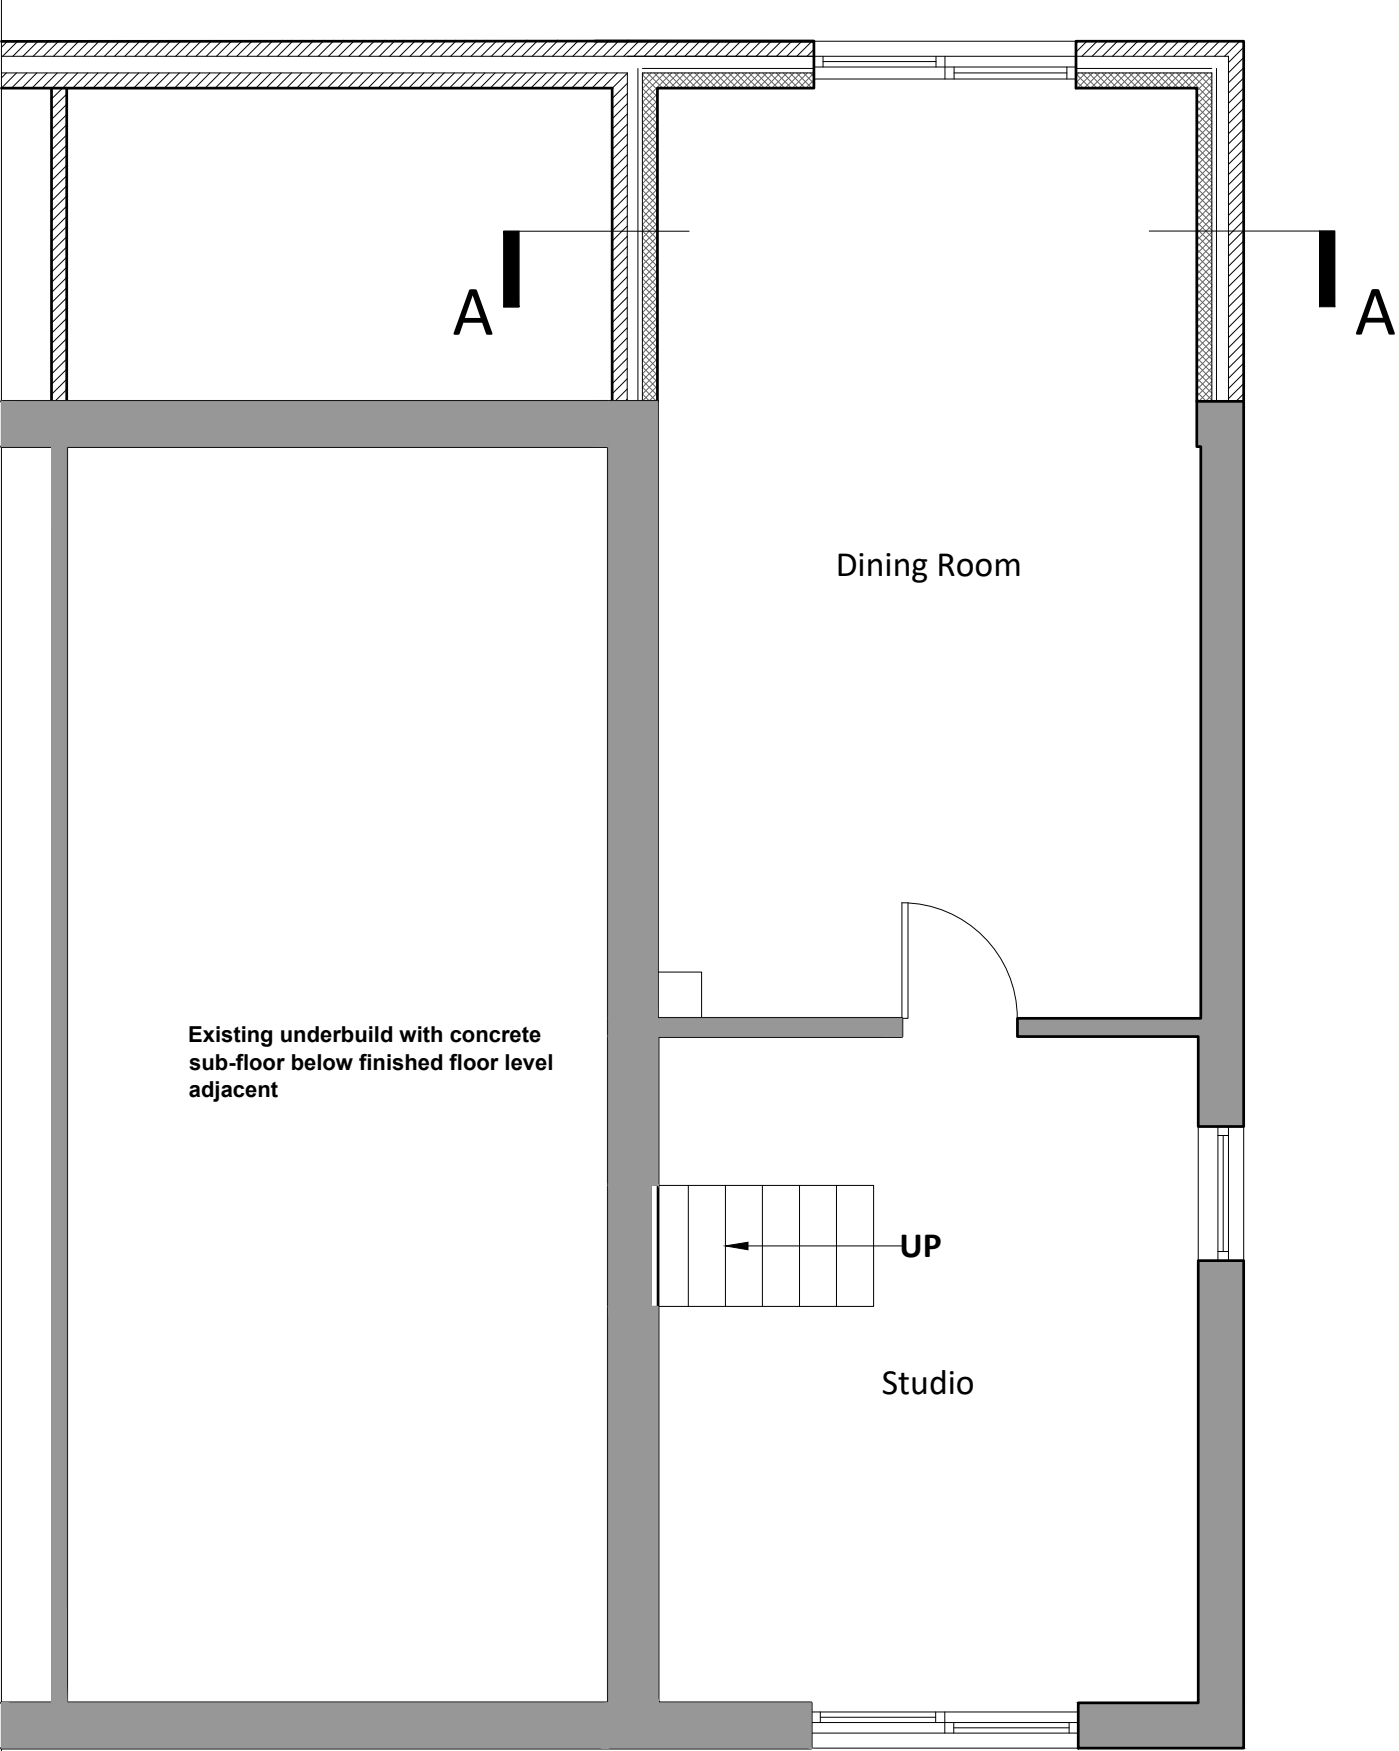 A
A
Dining Room
Existing underbuild with concrete
sub-floor below finished floor level
adjacent
UP
Studio